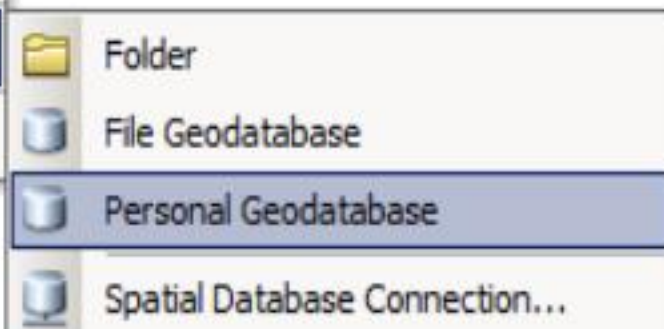 Folder
File Geodatabase
Personal Geodatabase
Spatial Database Connection...